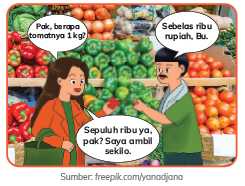 Pak, berapa
tomatnya 1 kg?
Sebelas ribu
rupiah, Bu.
Sepuluh ribu ya,
pak? Saya ambil
sekilo.
Sumber: freepik.com/yanadjana